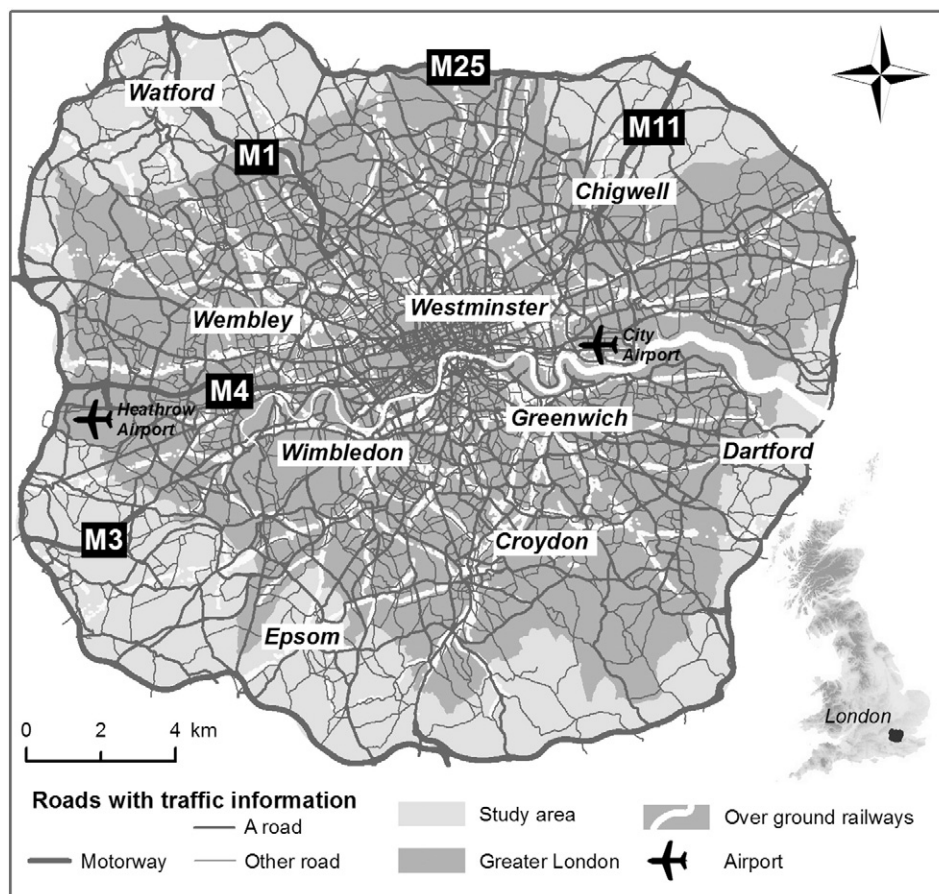 M25
Watford
M11
M1
Chigwell
Westminster
Wembley
City
Airport
M4
Heathrow
Airport
Greenwich
Wimbledon
Dartford
M3
Croydon
Epsom
0 4 km
London
Roads with traffic information
A road
Study area
Over ground railways
Motorway
Other road
Greater London
Airport